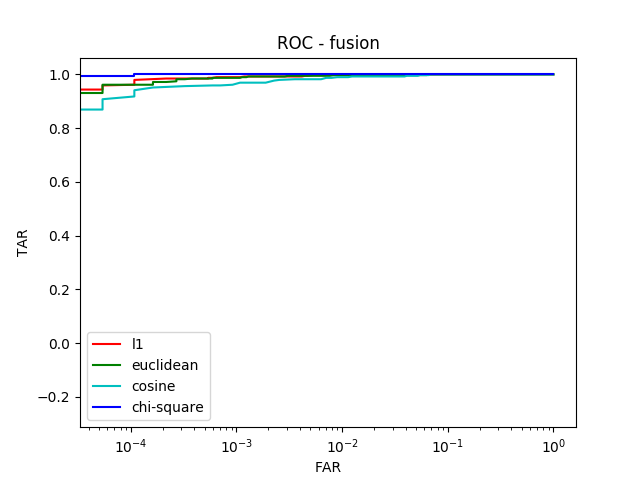 ROC - fusion
TAR
1.0
0.8
0.6
0.4
0.2
0.0
−0.2
l1
euclidean
cosine
chi-square
10⁻⁴ 10⁻³ 10⁻² 10⁻¹ 10⁰
FAR